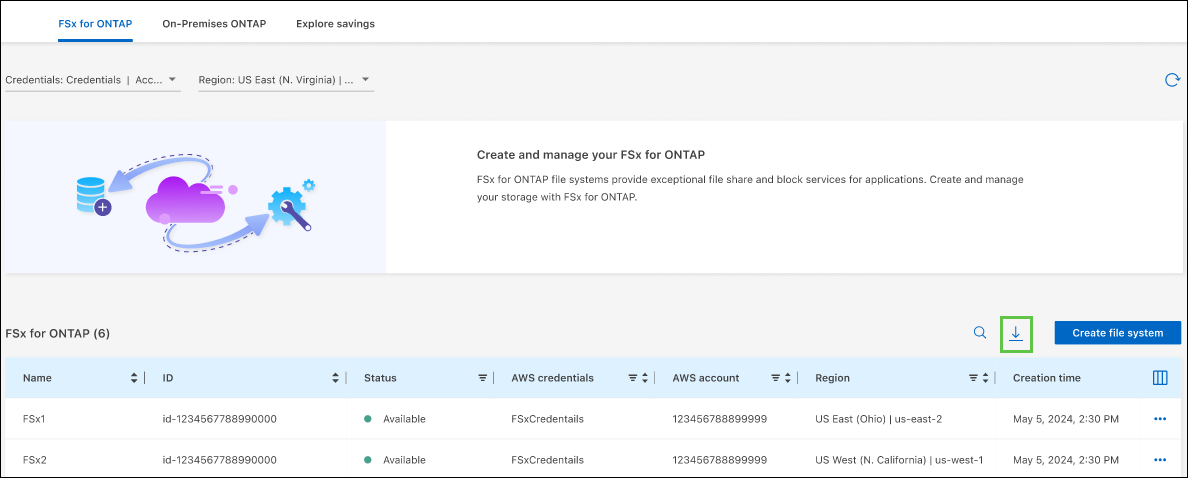 FSx for ONTAP On-Premises ONTAP Explore savings
Credentials: Credentials | Acc... Region: US East (N. Virginia) | ...
Create and manage your FSx for ONTAP
FSx for ONTAP file systems provide exceptional file share and block services for applications. Create and manage
your storage with FSx for ONTAP.
FSx for ONTAP (6) Create file system
Name ID Status AWS credentials AWS account Region Creation time
FSx1 id-1234567788990000 Available FSxCredentails 123456788899999 US East (Ohio) | us-east-2 May 5, 2024, 2:30 PM
FSx2 id-1234567788990000 Available FSxCredentails 123456788899999 US West (N. California) | us-west-1 May 5, 2024, 2:30 PM